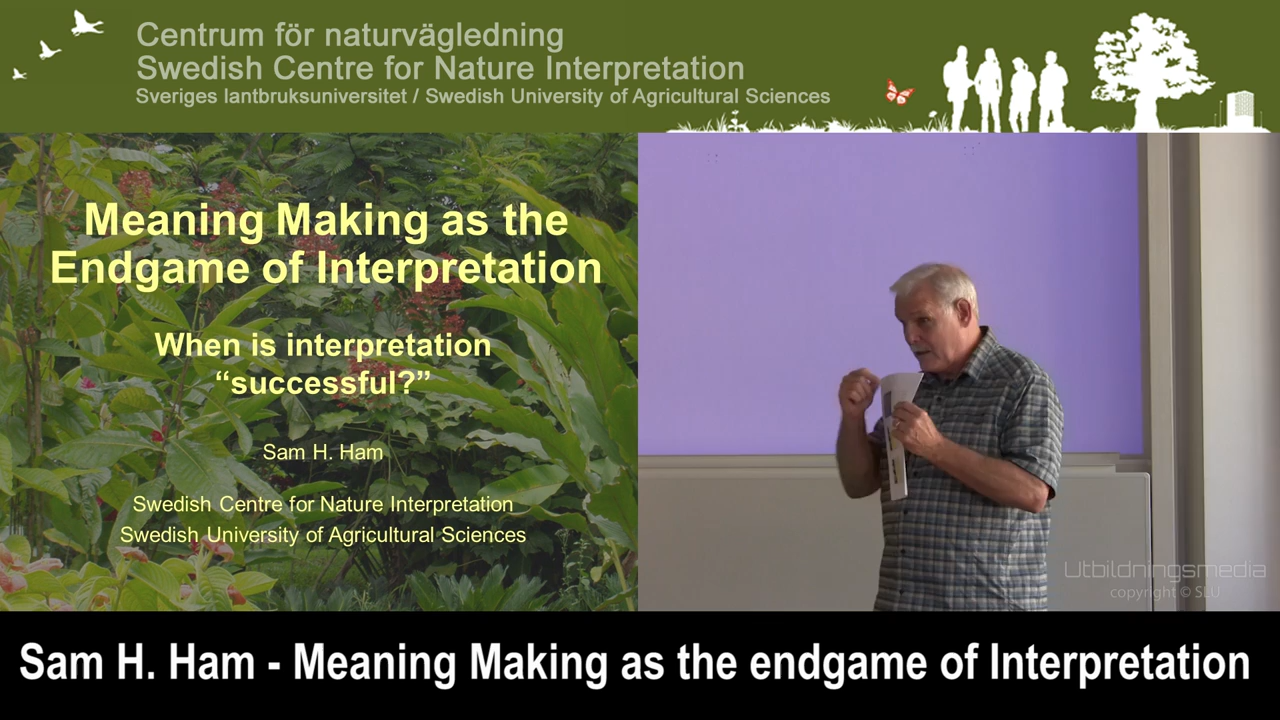 Centrum för naturvägledning
Swedish Centre for Nature Interpretation
Sveriges lantbruksuniversitet / Swedish University of Agricultural Sciences
Meaning Making as the
Endgame of Interpretation
When is interpretation
“successful?”
Sam H. Ham
Swedish Centre for Nature Interpretation
Swedish University of Agricultural Sciences
Utbildningsmedia
copyright © SLU
Sam H. Ham - Meaning Making as the endgame of Interpretation